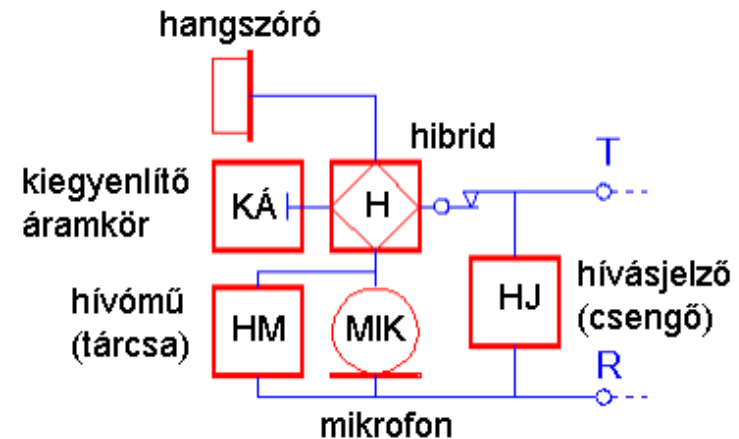 hangszóró
hibrid
T
kiegyenlítő
áramkör
KÁ
H
hívómű
(tárcsa)
HM
MIK
HJ
hívásjelző
(csengő)
R
mikrofon